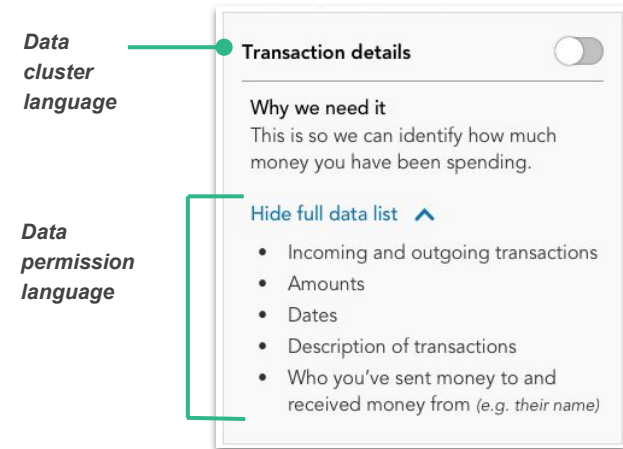 Data
cluster
language
Transaction details
Why we need it
This is so we can identify how much
money you have been spending.
Data
permission
language
Hide full data list
• Incoming and outgoing transactions
• Amounts
• Dates
• Description of transactions
• Who you’ve sent money to and
received money from (e.g. their name)